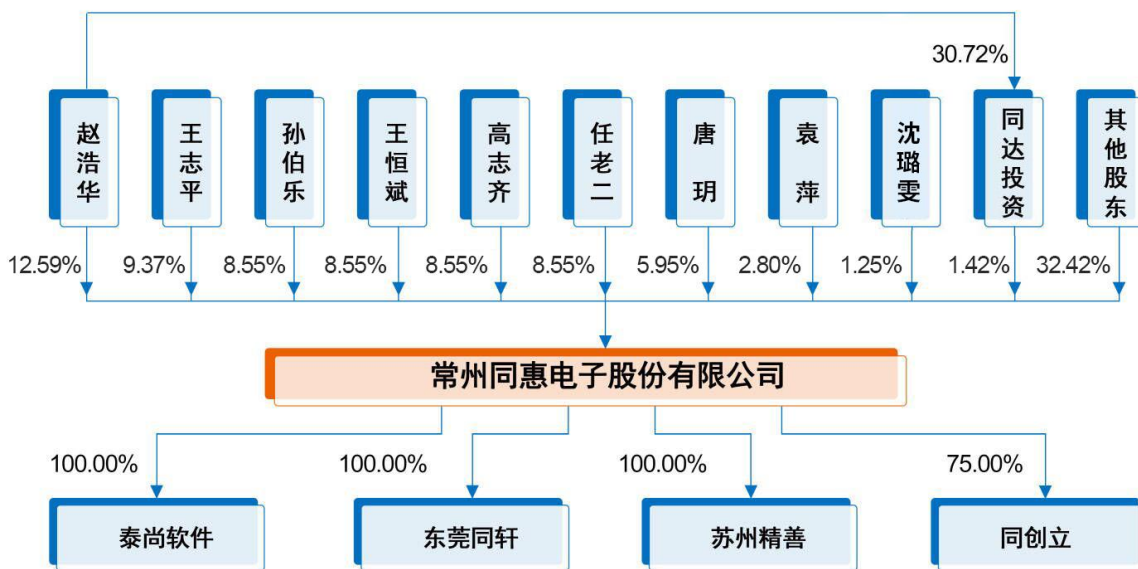 30.72%
赵浩华
王志平
孙伯乐
王恒斌
高志齐
任老二
唐玥
袁萍
沈璐雯
同达投资
其他股东
12.59%
9.37%
8.55%
8.55%
8.55%
8.55%
5.95%
2.80%
1.25%
1.42%
32.42%
常州同惠电子股份有限公司
100.00%
100.00%
100.00%
75.00%
泰尚软件
东莞同轩
苏州精善
同创立